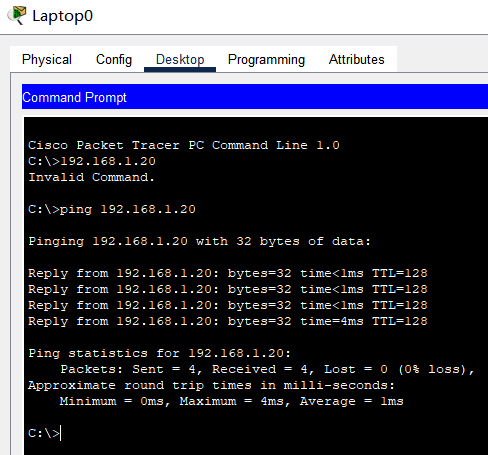 Laptop0
Physical Config Desktop Programming Attributes
Command Prompt
Cisco Packet Tracer PC Command Line 1.0
C:\>192.168.1.20
Invalid Command.
C:\>ping 192.168.1.20
Pinging 192.168.1.20 with 32 bytes of data:
Reply from 192.168.1.20: bytes=32 time<1ms TTL=128
Reply from 192.168.1.20: bytes=32 time<1ms TTL=128
Reply from 192.168.1.20: bytes=32 time<1ms TTL=128
Reply from 192.168.1.20: bytes=32 time=4ms TTL=128
Ping statistics for 192.168.1.20:
Packets: Sent = 4, Received = 4, Lost = 0 (0% loss),
Approximate round trip times in milli-seconds:
Minimum = 0ms, Maximum = 4ms, Average = 1ms
C:\>